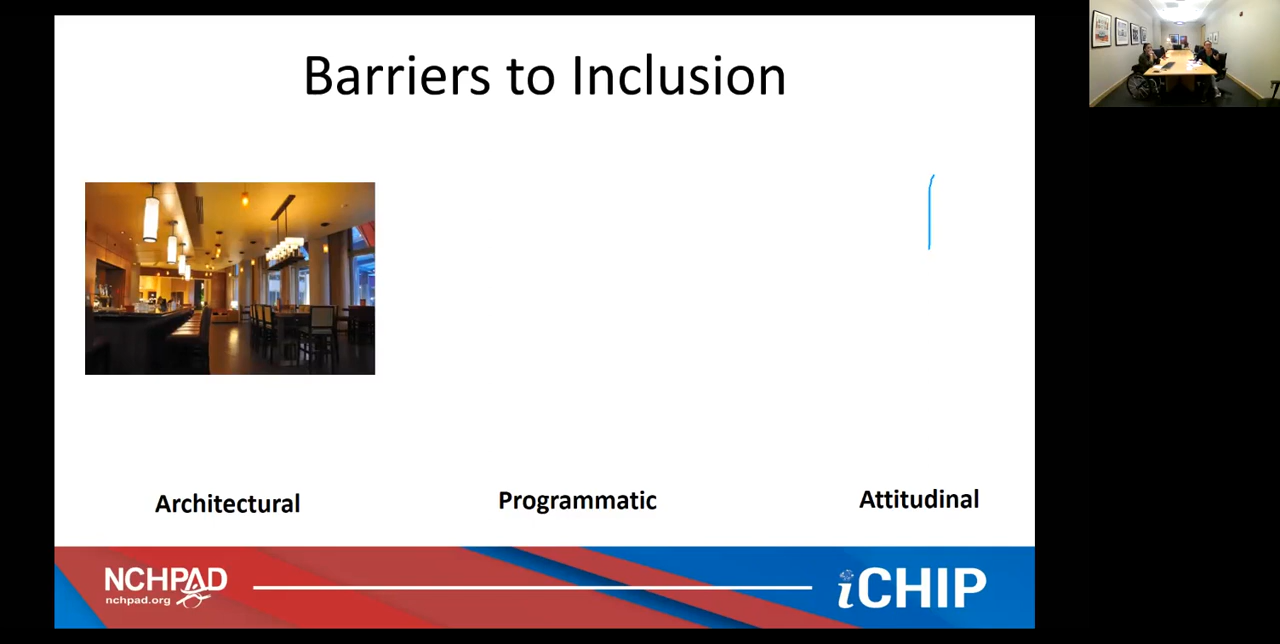 Barriers to Inclusion
Architectural
Programmatic
Attitudinal
NCHPAD
nchpad.org
iCHIP